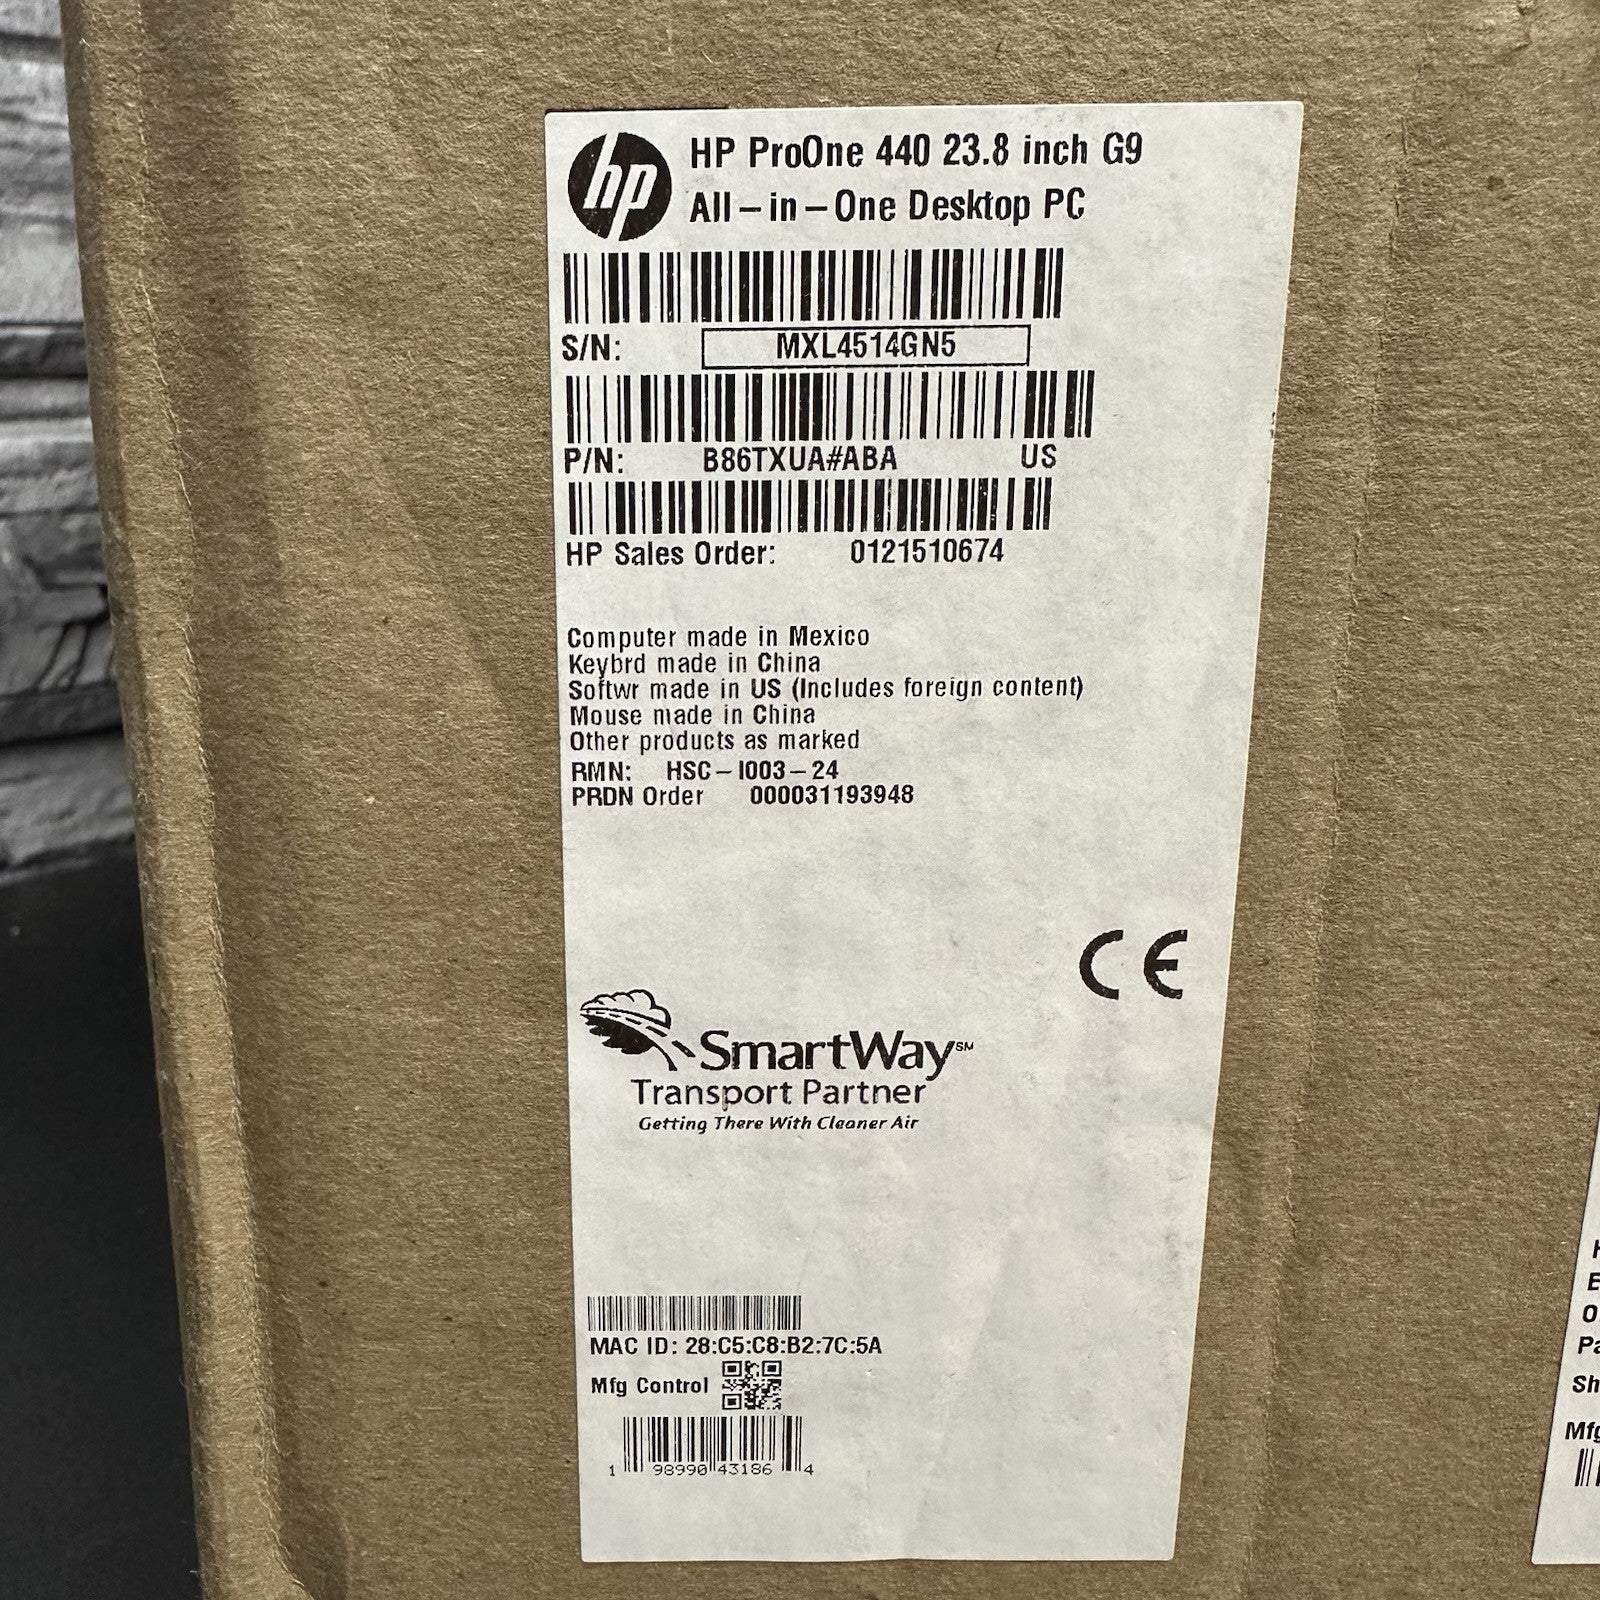 hp
HP ProOne 440 23.8 inch G9
All-in-One Desktop PC
S/N: MXL4514GN5
P/N: B86TXUA#ABA US
HP Sales Order: 0121510674
Computer made in Mexico
Keybrd made in China
Softwr made in US (Includes foreign content)
Mouse made in China
Other products as marked
RMN: HSC-I003-24
PRDN Order 000031193948
CE
SmartWay℠
Transport Partner
Getting There With Cleaner Air
MAC ID: 28:C5:C8:B2:7C:5A
Mfg Control
1 98990 43186 4
Sh
Mfg